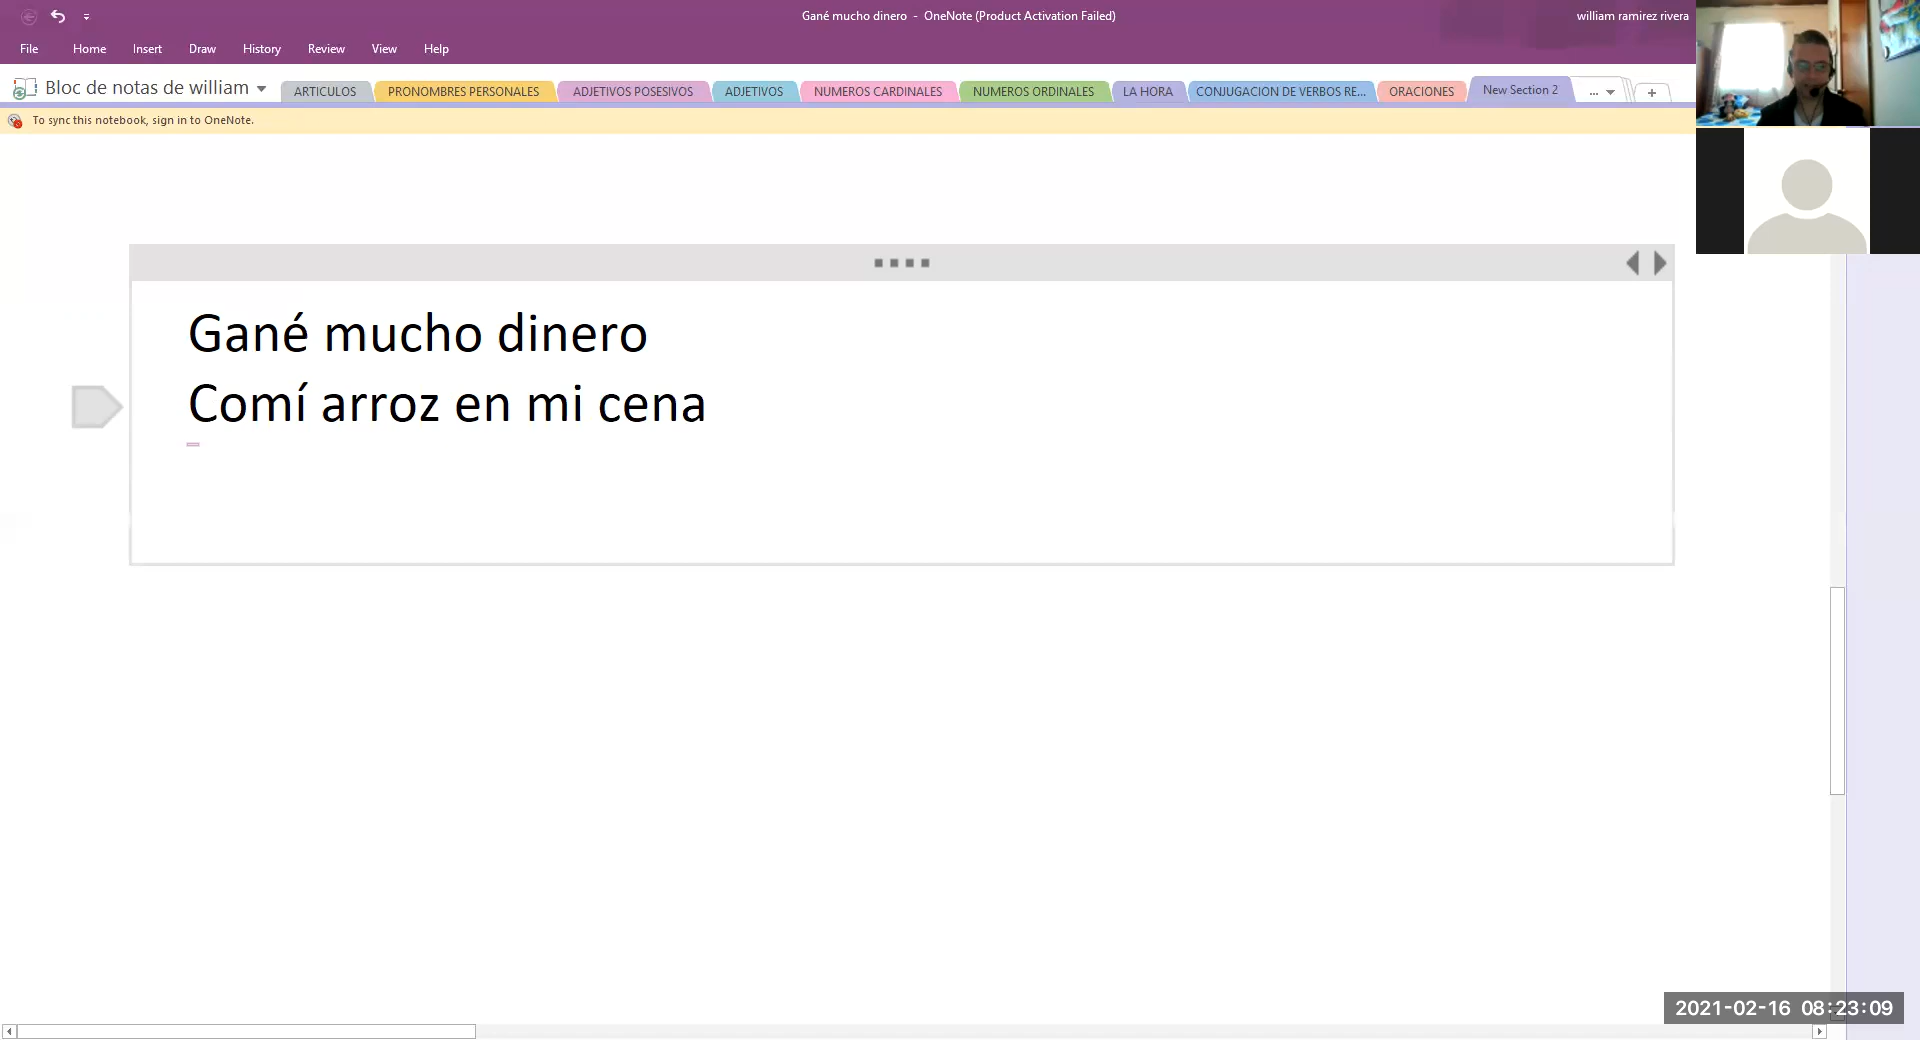 Gané mucho dinero - OneNote (Product Activation Failed)
william ramirez rivera
File Home Insert Draw History Review View Help
Bloc de notas de william
ARTICULOS PRONOMBRES PERSONALES ADJETIVOS POSESIVOS ADJETIVOS NUMEROS CARDINALES NUMEROS ORDINALES LA HORA CONJUGACION DE VERBOS RE... ORACIONES New Section 2 ... +
To sync this notebook, sign in to OneNote.
Gané mucho dinero
Comí arroz en mi cena
2021-02-16 08:23:09